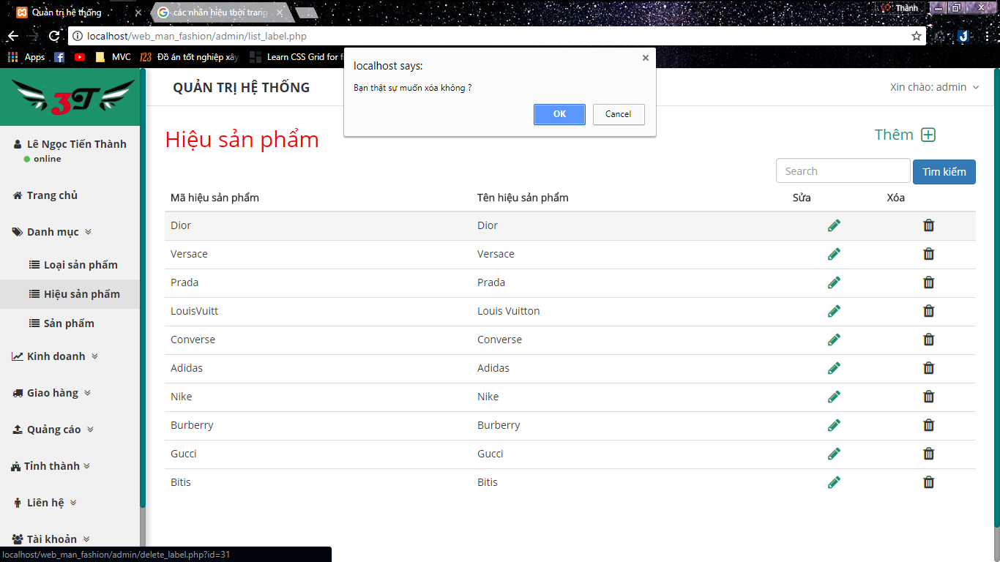 Quản trị hệ thống
các nhãn hiệu thời trang
Thành
localhost/web_man_fashion/admin/list_label.php
Apps
MVC
123 Đồ án tốt nghiệp xây
Learn CSS Grid for f
localhost says:
Bạn thật sự muốn xóa không ?
OK Cancel
3T
QUẢN TRỊ HỆ THỐNG
Xin chào: admin
Lê Ngọc Tiến Thành
online
Trang chủ
Danh mục
Loại sản phẩm
Hiệu sản phẩm
Sản phẩm
Kinh doanh
Giao hàng
Quảng cáo
Tỉnh thành
Liên hệ
Tài khoản
Hiệu sản phẩm
Thêm
Search Tìm kiếm
Mã hiệu sản phẩm Tên hiệu sản phẩm Sửa Xóa
Dior Dior
Versace Versace
Prada Prada
LouisVuitt Louis Vuitton
Converse Converse
Adidas Adidas
Nike Nike
Burberry Burberry
Gucci Gucci
Bitis Bitis
localhost/web_man_fashion/admin/delete_label.php?id=31